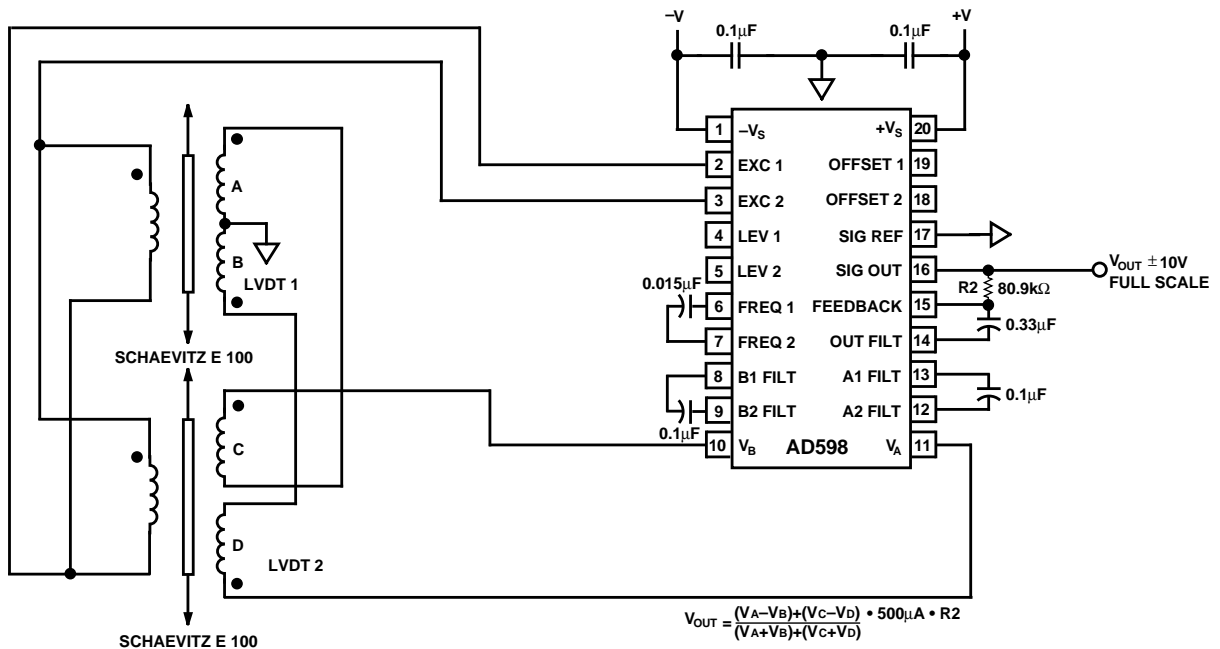 –V
0.1µF
0.1µF
+V
1 –VS
+VS 20
2 EXC 1
OFFSET 1 19
3 EXC 2
OFFSET 2 18
4 LEV 1
SIG REF 17
5 LEV 2
SIG OUT 16
6 FREQ 1
FEEDBACK 15
7 FREQ 2
OUT FILT 14
8 B1 FILT
A1 FILT 13
9 B2 FILT
A2 FILT 12
10 VB
AD598
VA 11
0.015µF
0.1µF
R2 80.9kΩ
0.33µF
0.1µF
VOUT ±10V
FULL SCALE
A
B
LVDT 1
SCHAEVITZ E 100
C
D
LVDT 2
SCHAEVITZ E 100
VOUT = (VA–VB)+(VC–VD) • 500µA • R2
(VA+VB)+(VC+VD)